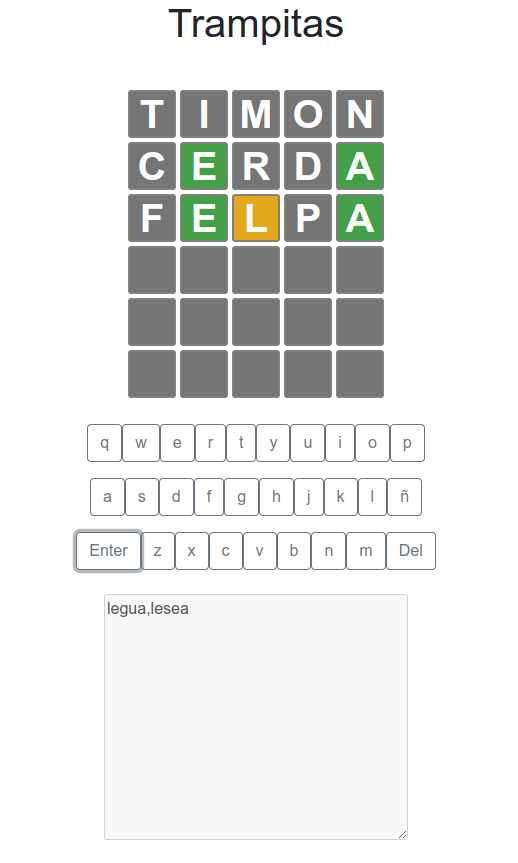 Trampitas
T I M O N
C E R D A
F E L P A
q w e r t y u i o p
a s d f g h j k l ñ
Enter z x c v b n m Del
legua,lesea